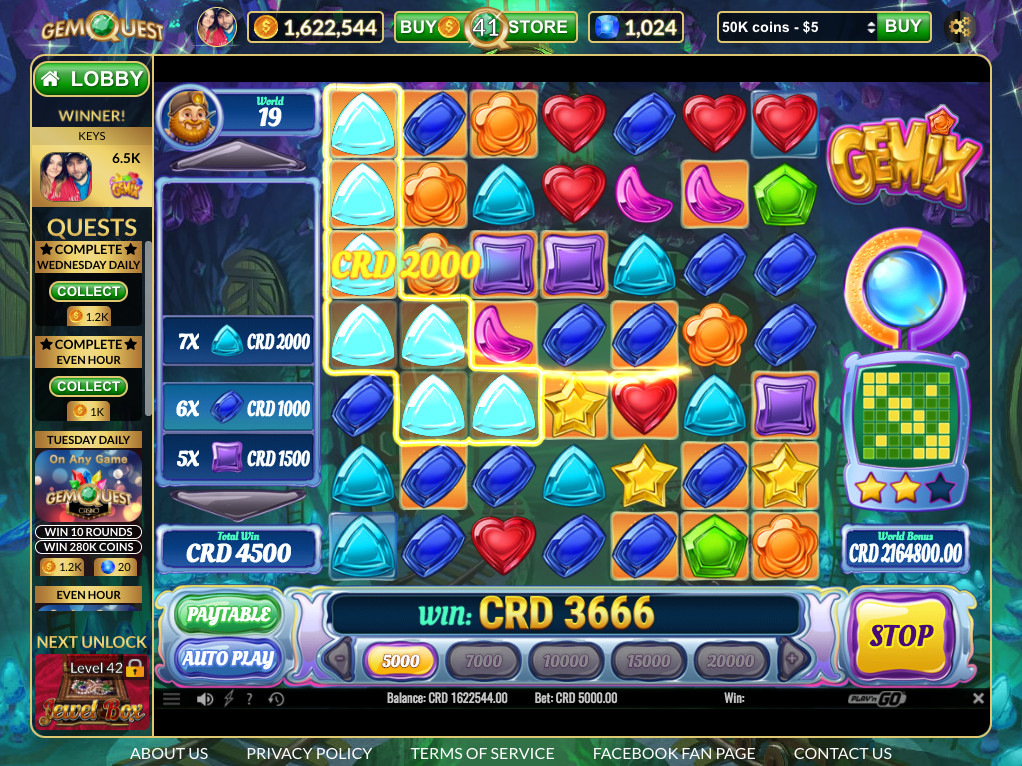 GEMQUEST
1,622,544
BUY
41
STORE
1,024
50K coins - $5
BUY
LOBBY
WINNER!
KEYS
6.5K
GEMIX
QUESTS
COMPLETE
WEDNESDAY DAILY
COLLECT
1.2K
COMPLETE
EVEN HOUR
COLLECT
1K
TUESDAY DAILY
On Any Game
GEMQUEST
CASINO
WIN 10 ROUNDS
WIN 280K COINS
1.2K
20
EVEN HOUR
NEXT UNLOCK
Level 42
Jewel Box
World
19
7X
CRD 2000
6X
CRD 1000
5X
CRD 1500
Total Win
CRD 4500
CRD 2000
GEMIX
World Bonus
CRD 2164800.00
PAYTABLE
AUTO PLAY
win: CRD 3666
-
5000
7000
10000
15000
20000
+
STOP
?
Balance: CRD 1622544.00
Bet: CRD 5000.00
Win:
PLAY'N GO
ABOUT US
PRIVACY POLICY
TERMS OF SERVICE
FACEBOOK FAN PAGE
CONTACT US